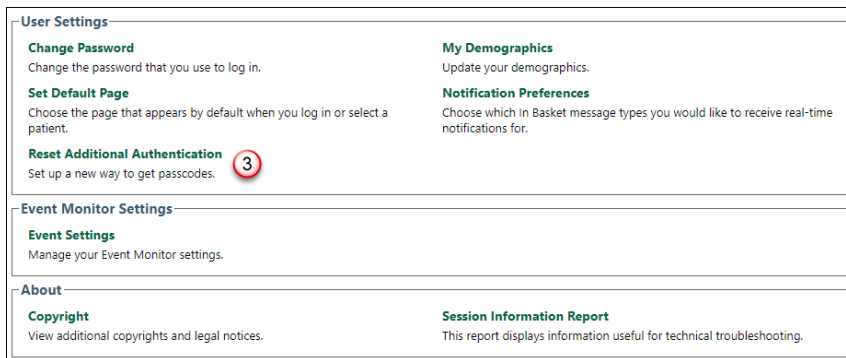 User Settings
Change Password
Change the password that you use to log in.
My Demographics
Update your demographics.
Set Default Page
Choose the page that appears by default when you log in or select a
patient.
Notification Preferences
Choose which In Basket message types you would like to receive real-time
notifications for.
Reset Additional Authentication
Set up a new way to get passcodes.
3
Event Monitor Settings
Event Settings
Manage your Event Monitor settings.
About
Copyright
View additional copyrights and legal notices.
Session Information Report
This report displays information useful for technical troubleshooting.